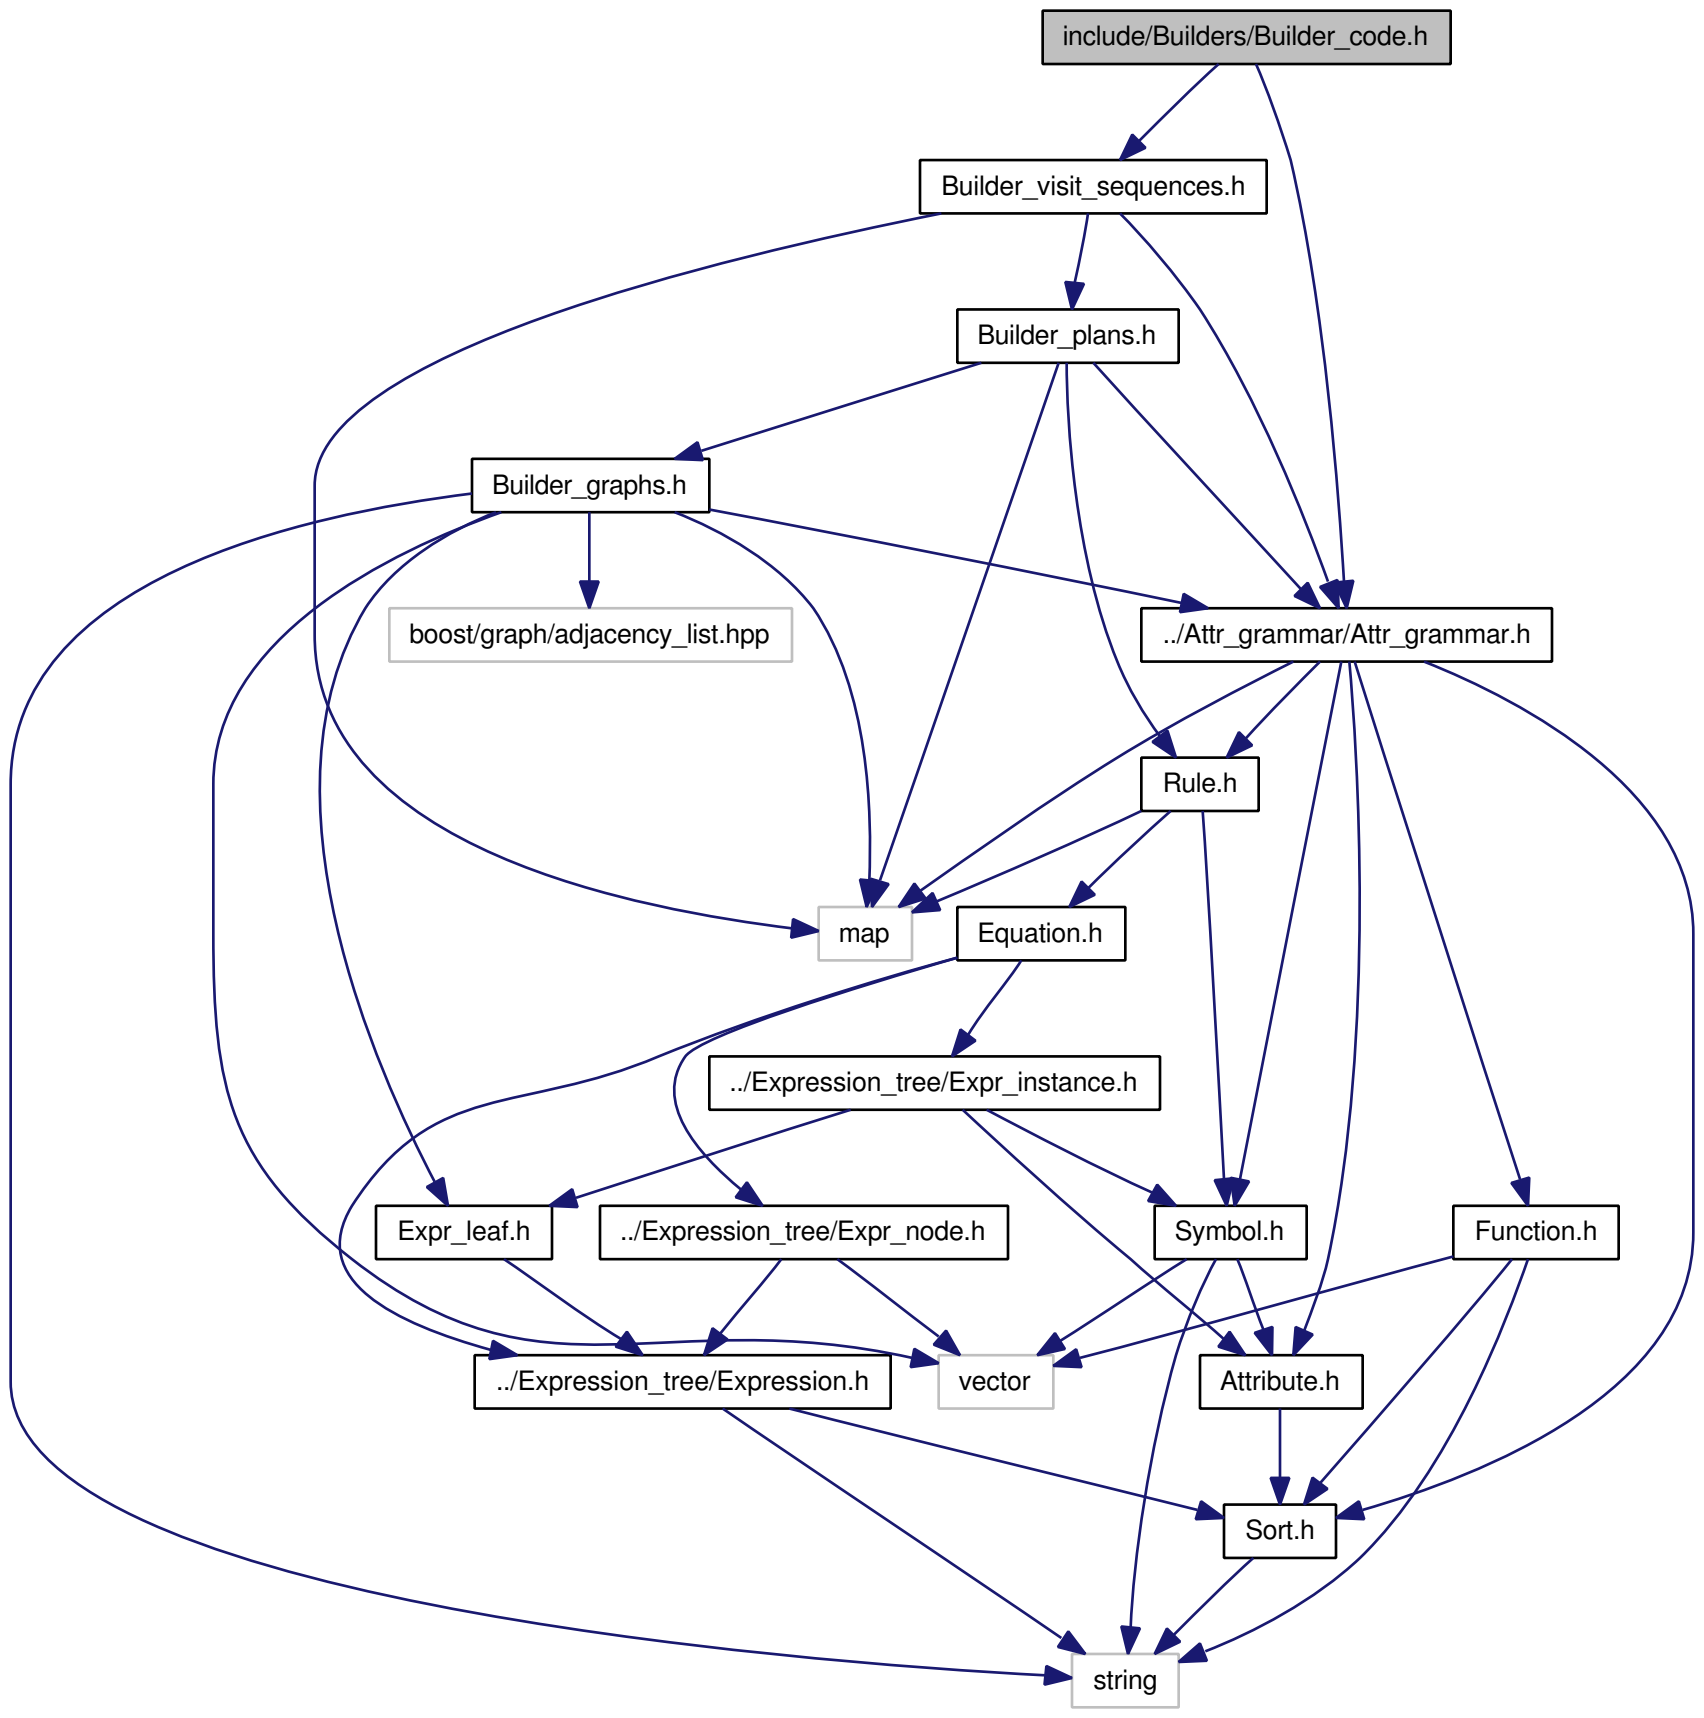 include/Builders/Builder_code.h
Builder_visit_sequences.h
Builder_plans.h
Builder_graphs.h
boost/graph/adjacency_list.hpp
../Attr_grammar/Attr_grammar.h
Rule.h
map
Equation.h
../Expression_tree/Expr_instance.h
Expr_leaf.h
../Expression_tree/Expr_node.h
Symbol.h
Function.h
../Expression_tree/Expression.h
vector
Attribute.h
Sort.h
string